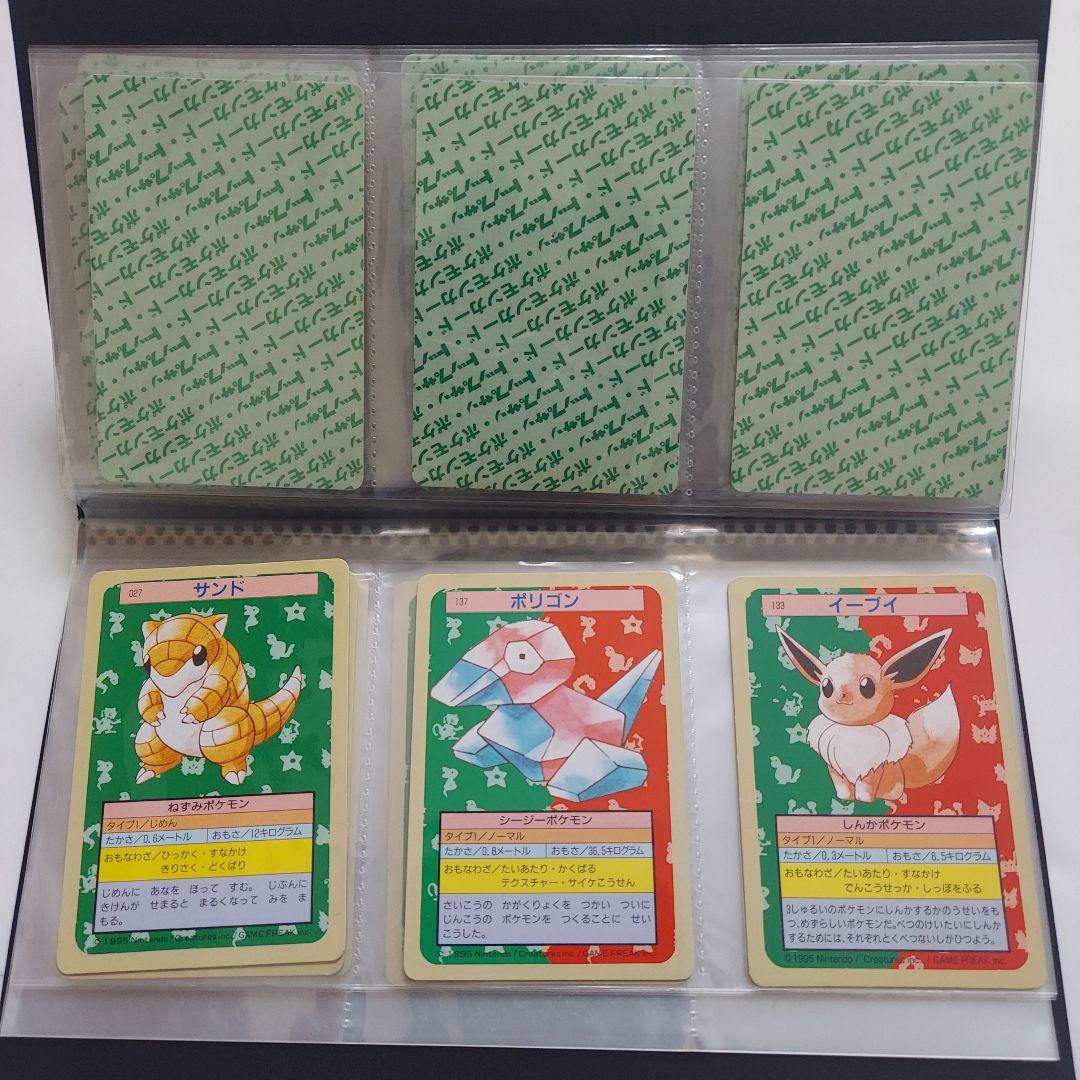 ポケモンカード・トップサン
027
サンド
ねずみポケモン
タイプ1/じめん
たかさ/0.6メートル おもさ/12キログラム
おもなわざ/ひっかく・すなかけ
きりさく・どくばり
じめんに あなを ほって すむ。 じぶんに
きけんが せまると まるくなって みを ま
もる。
© 1995 Nintendo / Creatures inc. / GAME FREAK inc.
137
ポリゴン
シージーポケモン
タイプ1/ノーマル
たかさ/0.8メートル おもさ/36.5キログラム
おもなわざ/たいあたり・かくばる
テクスチャー・サイケこうせん
さいこうの かがくりょくを つかい ついに
じんこうの ポケモンを つくることに せい
こうした。
© 1995 Nintendo / Creatures inc. / GAME FREAK inc.
133
イーブイ
しんかポケモン
タイプ1/ノーマル
たかさ/0.3メートル おもさ/6.5キログラム
おもなわざ/たいあたり・すなかけ
でんこうせっか・しっぽをふる
3しゅるいのポケモンにしんかするかのうせいをも
つ、めずらしいポケモンだ。べつのけいたいにしんか
するためには、それぞれとくべつないしがひつよう。
© 1995 Nintendo / Creatures inc. / GAME FREAK inc.